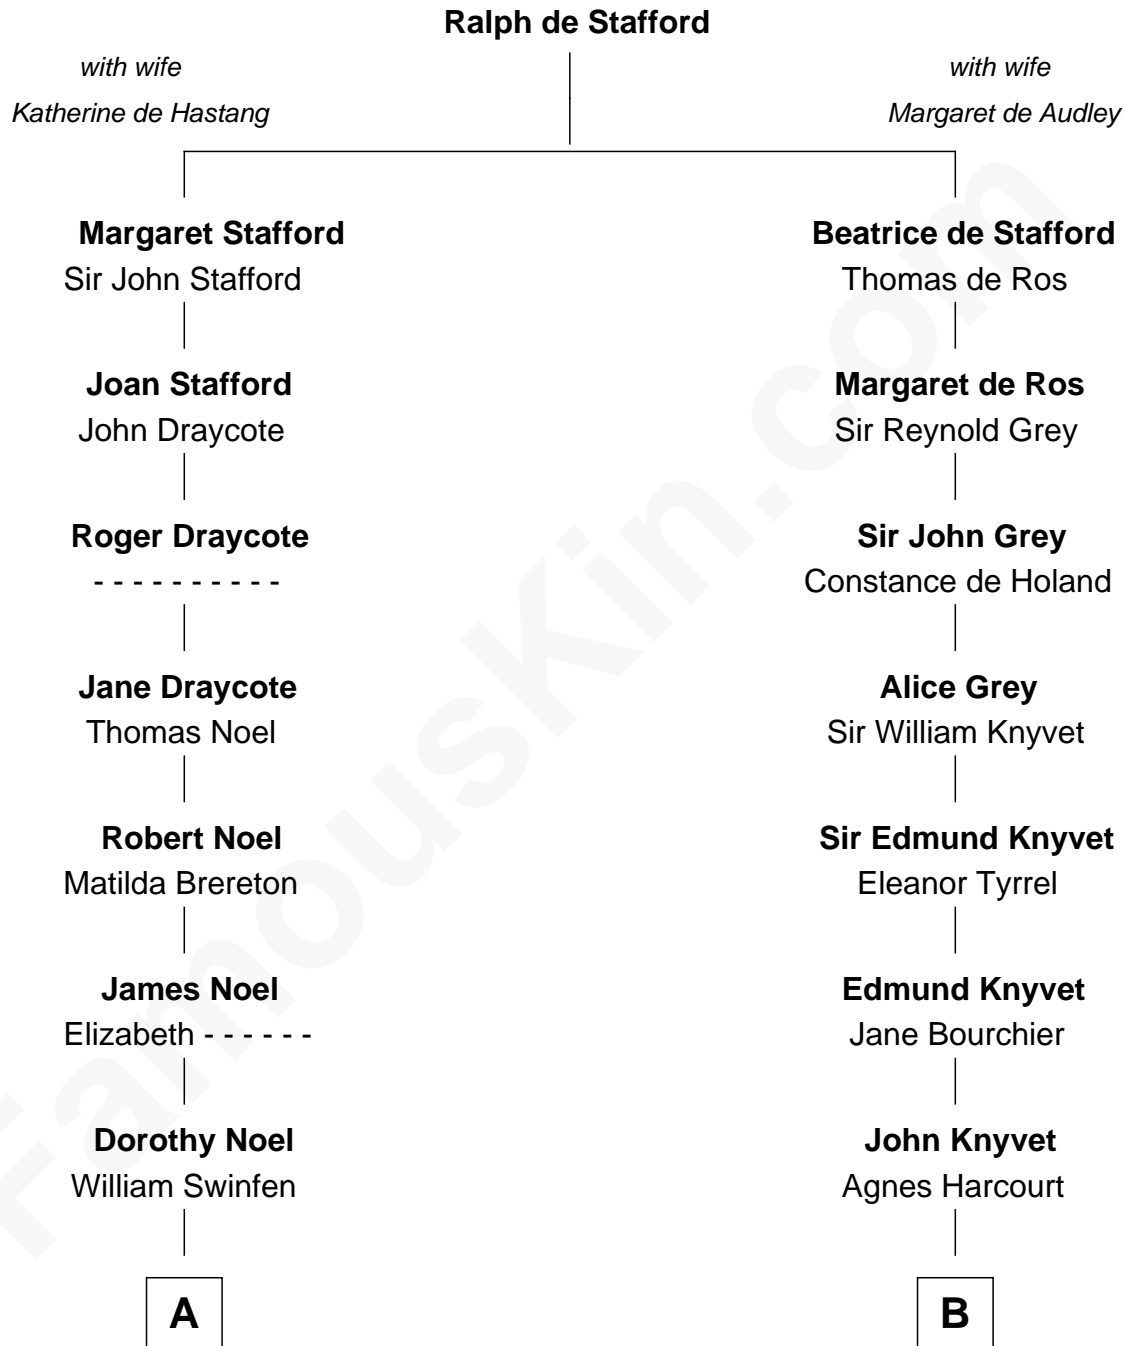 Ralph de Stafford
with wife
Katherine de Hastang
with wife
Margaret de Audley
Margaret Stafford
Sir John Stafford
Beatrice de Stafford
Thomas de Ros
Joan Stafford
John Draycote
Margaret de Ros
Sir Reynold Grey
Roger Draycote
- - - - - - - - - -
Sir John Grey
Constance de Holand
Jane Draycote
Thomas Noel
Alice Grey
Sir William Knyvet
Robert Noel
Matilda Brereton
Sir Edmund Knyvet
Eleanor Tyrrel
James Noel
Elizabeth - - - - - -
Edmund Knyvet
Jane Bourchier
Dorothy Noel
William Swinfen
John Knyvet
Agnes Harcourt
A
B
FamousKin.com